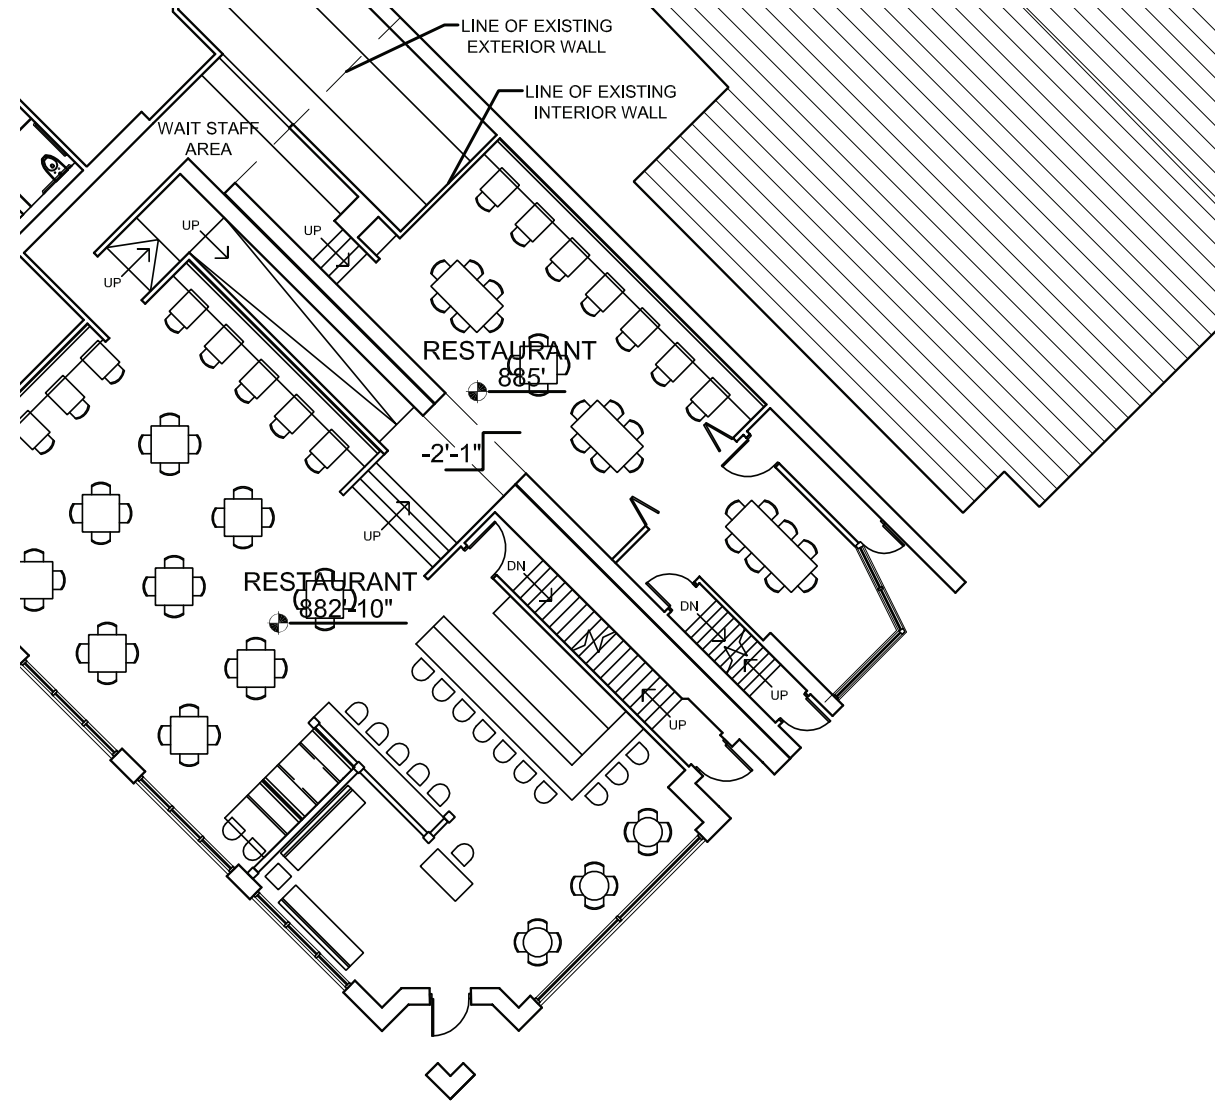 LINE OF EXISTING
EXTERIOR WALL
LINE OF EXISTING
INTERIOR WALL
WAIT STAFF
AREA
UP
UP
UP
RESTAURANT
885'
-2'-1"
UP
DN
RESTAURANT
882'-10"
DN
UP
UP